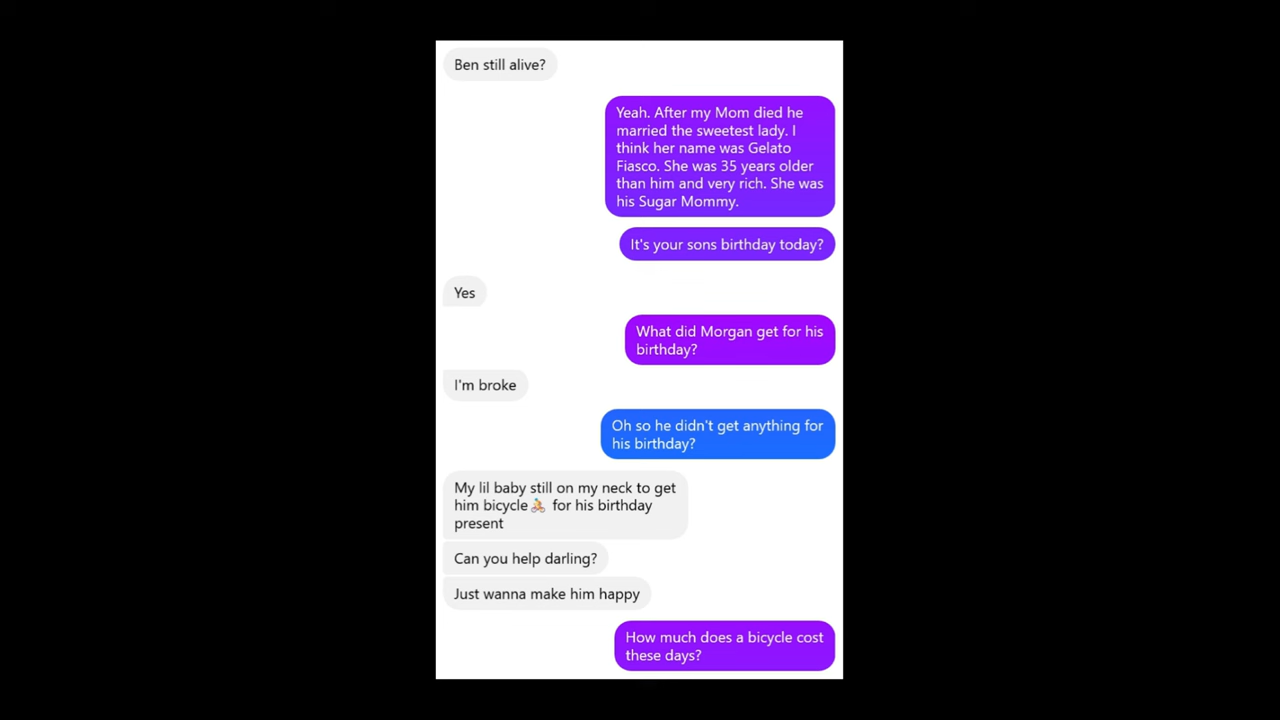 Ben still alive?
Yeah. After my Mom died he
married the sweetest lady. I
think her name was Gelato
Fiasco. She was 35 years older
than him and very rich. She was
his Sugar Mommy.
It's your sons birthday today?
Yes
What did Morgan get for his
birthday?
I'm broke
Oh so he didn't get anything for
his birthday?
My lil baby still on my neck to get
him bicycle🚴 for his birthday
present
Can you help darling?
Just wanna make him happy
How much does a bicycle cost
these days?